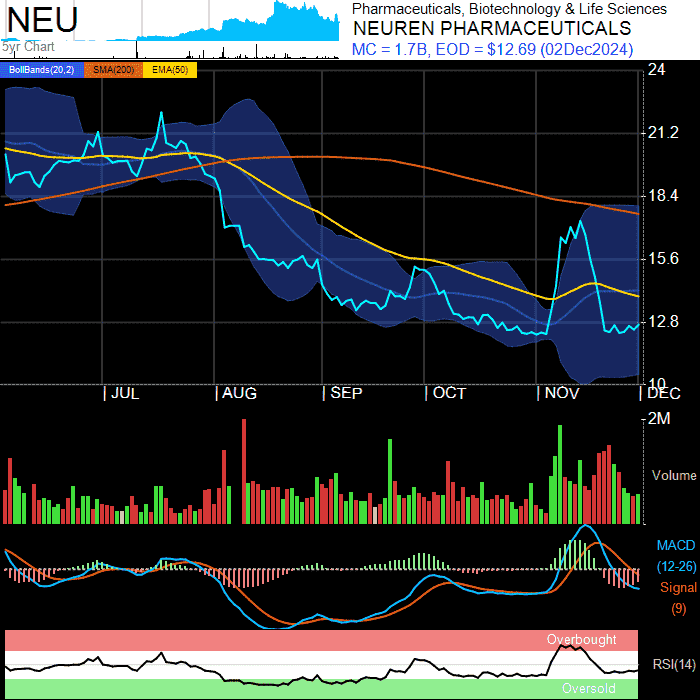 NEU
5yr Chart
Pharmaceuticals, Biotechnology & Life Sciences
NEUREN PHARMACEUTICALS
MC = 1.7B, EOD = $12.69 (02Dec2024)
BollBands(20,2) SMA(200) EMA(50)
24
21.2
18.4
15.6
12.8
10
JUL AUG SEP OCT NOV DEC
2M
Volume
MACD
(12-26)
Signal
(9)
Overbought
RSI(14)
Oversold